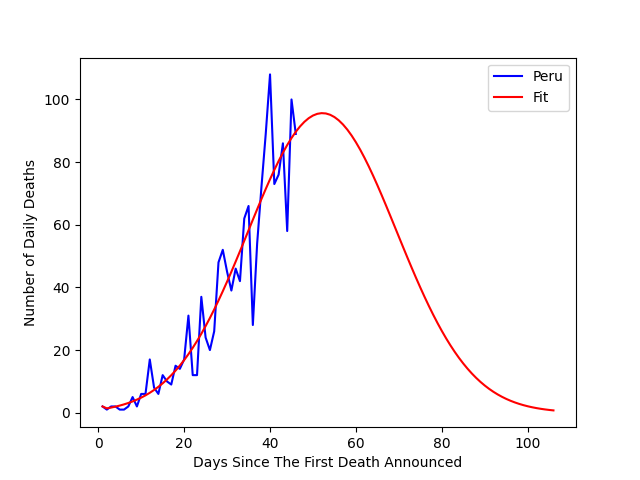 Peru
Fit
100
80
60
40
20
0
Number of Daily Deaths
0 20 40 60 80 100
Days Since The First Death Announced